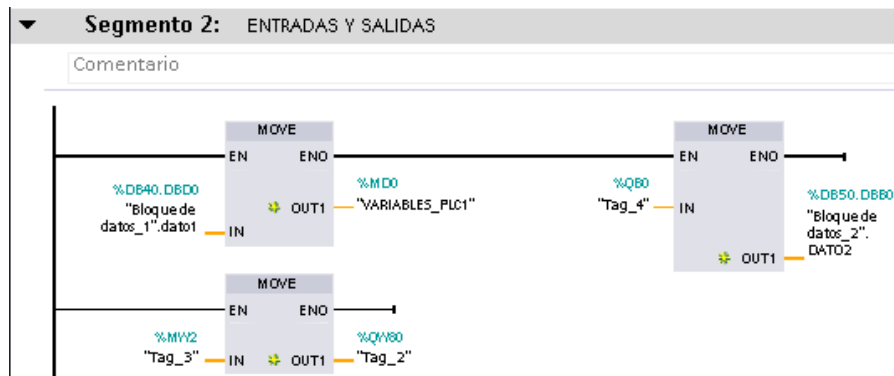 Segmento 2: ENTRADAS Y SALIDAS
Comentario
MOVE
EN ENO
%DB40.DBD0
"Bloque de
datos_1".dato1
IN
OUT1
%MD0
"VARIABLES_PLC1"
MOVE
EN ENO
%QB0
"Tag_4"
IN
OUT1
%DB50.DBB0
"Bloque de
datos_2".
DATO2
MOVE
EN ENO
%MW2
"Tag_3"
IN
OUT1
%QW80
"Tag_2"